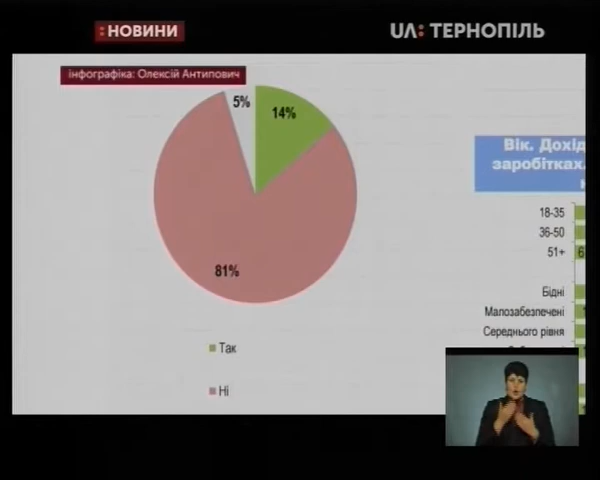 :НОВИНИ
UA: ТЕРНОПІЛЬ
інфографіка: Олексій Антипович
5%
14%
81%
Так
Ні
Вік. Дохід
заробітках.
18-35
36-50
51+ 6
Бідні
Малозабезпечені
Середнього рівня